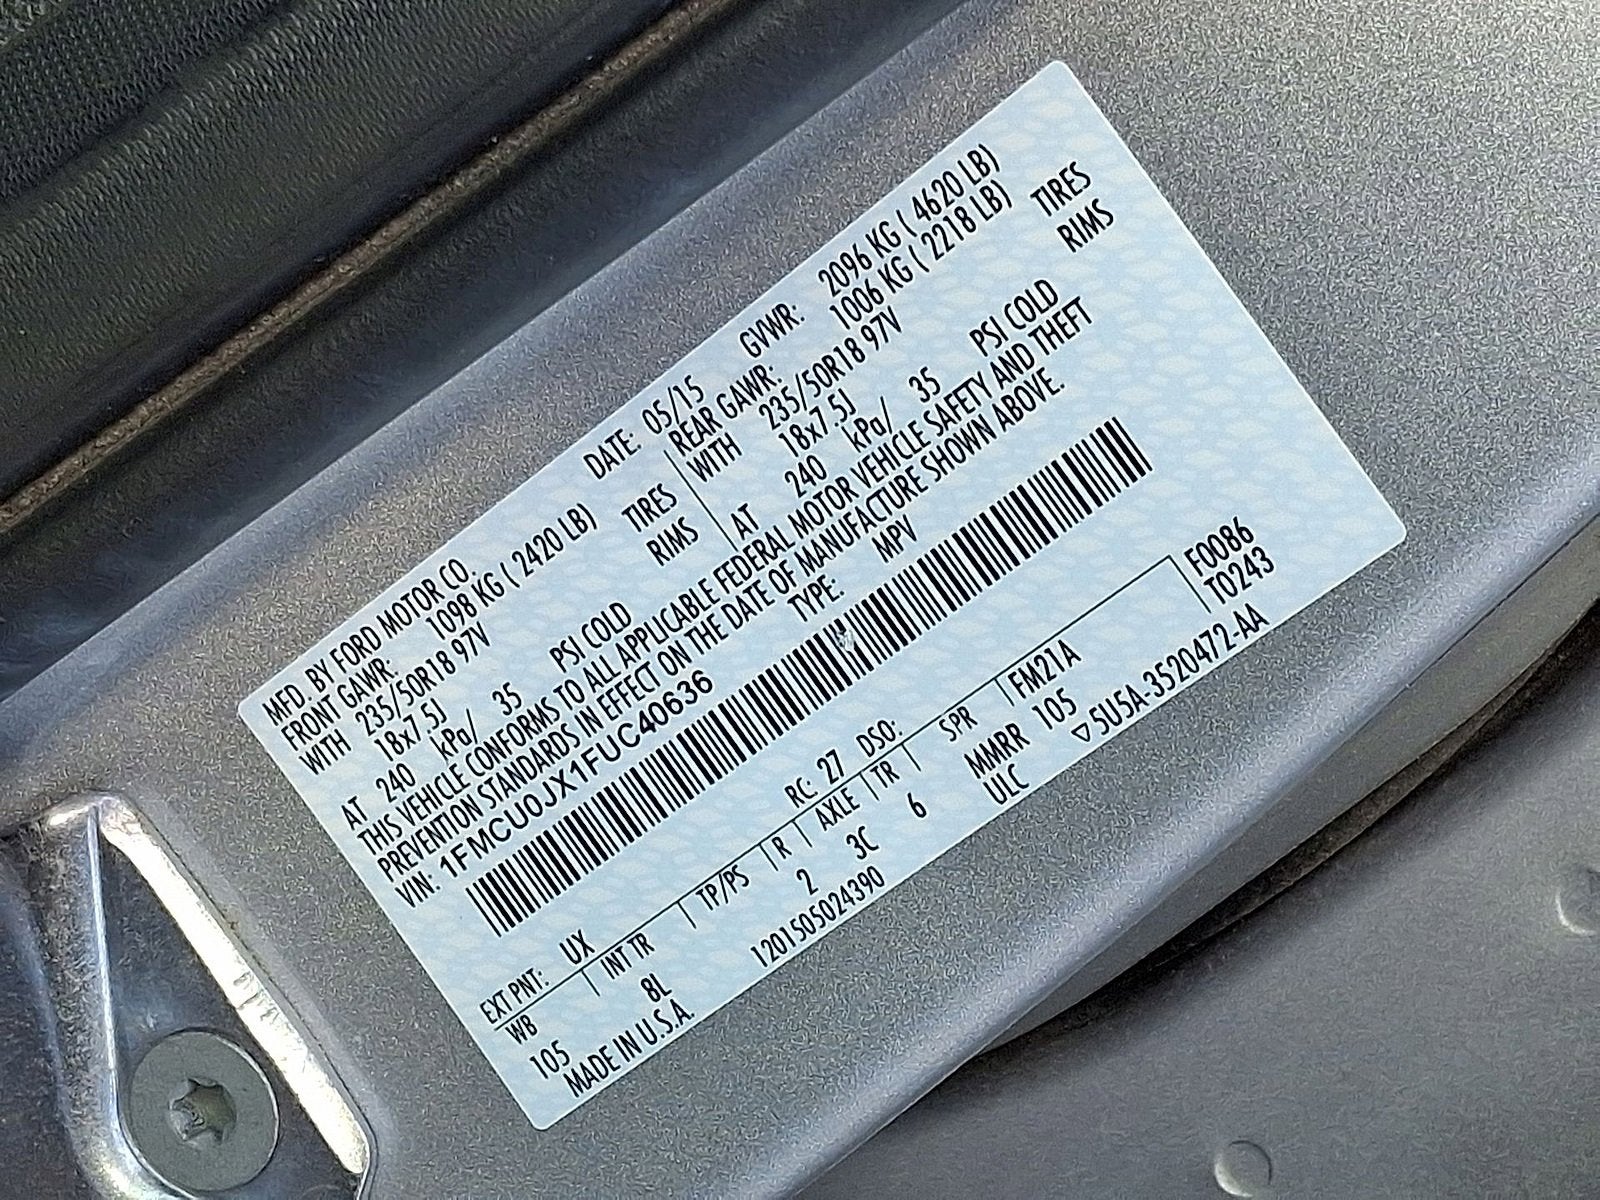 MFD. BY FORD MOTOR CO.
DATE: 05/15 GVWR: 2096 KG ( 4620 LB)
FRONT GAWR: 1098 KG ( 2420 LB) REAR GAWR: 1006 KG ( 2218 LB)
WITH 235/50R18 97V TIRES WITH 235/50R18 97V TIRES
18x7.5J RIMS 18x7.5J RIMS
AT 240 kPa/ 35 PSI COLD AT 240 kPa/ 35 PSI COLD
THIS VEHICLE CONFORMS TO ALL APPLICABLE FEDERAL MOTOR VEHICLE SAFETY AND THEFT
PREVENTION STANDARDS IN EFFECT ON THE DATE OF MANUFACTURE SHOWN ABOVE.
VIN: 1FMCU0JX1FUC40636 TYPE: MPV
EXT PNT: UX RC: 27 DSO: F0086
WB INT TR TP/PS R AXLE TR SPR FM21A T0243
105 8L 2 3C 6 MMRR 105 ▽5U5A-3520472-AA
MADE IN U.S.A. 1201505024390 ULC